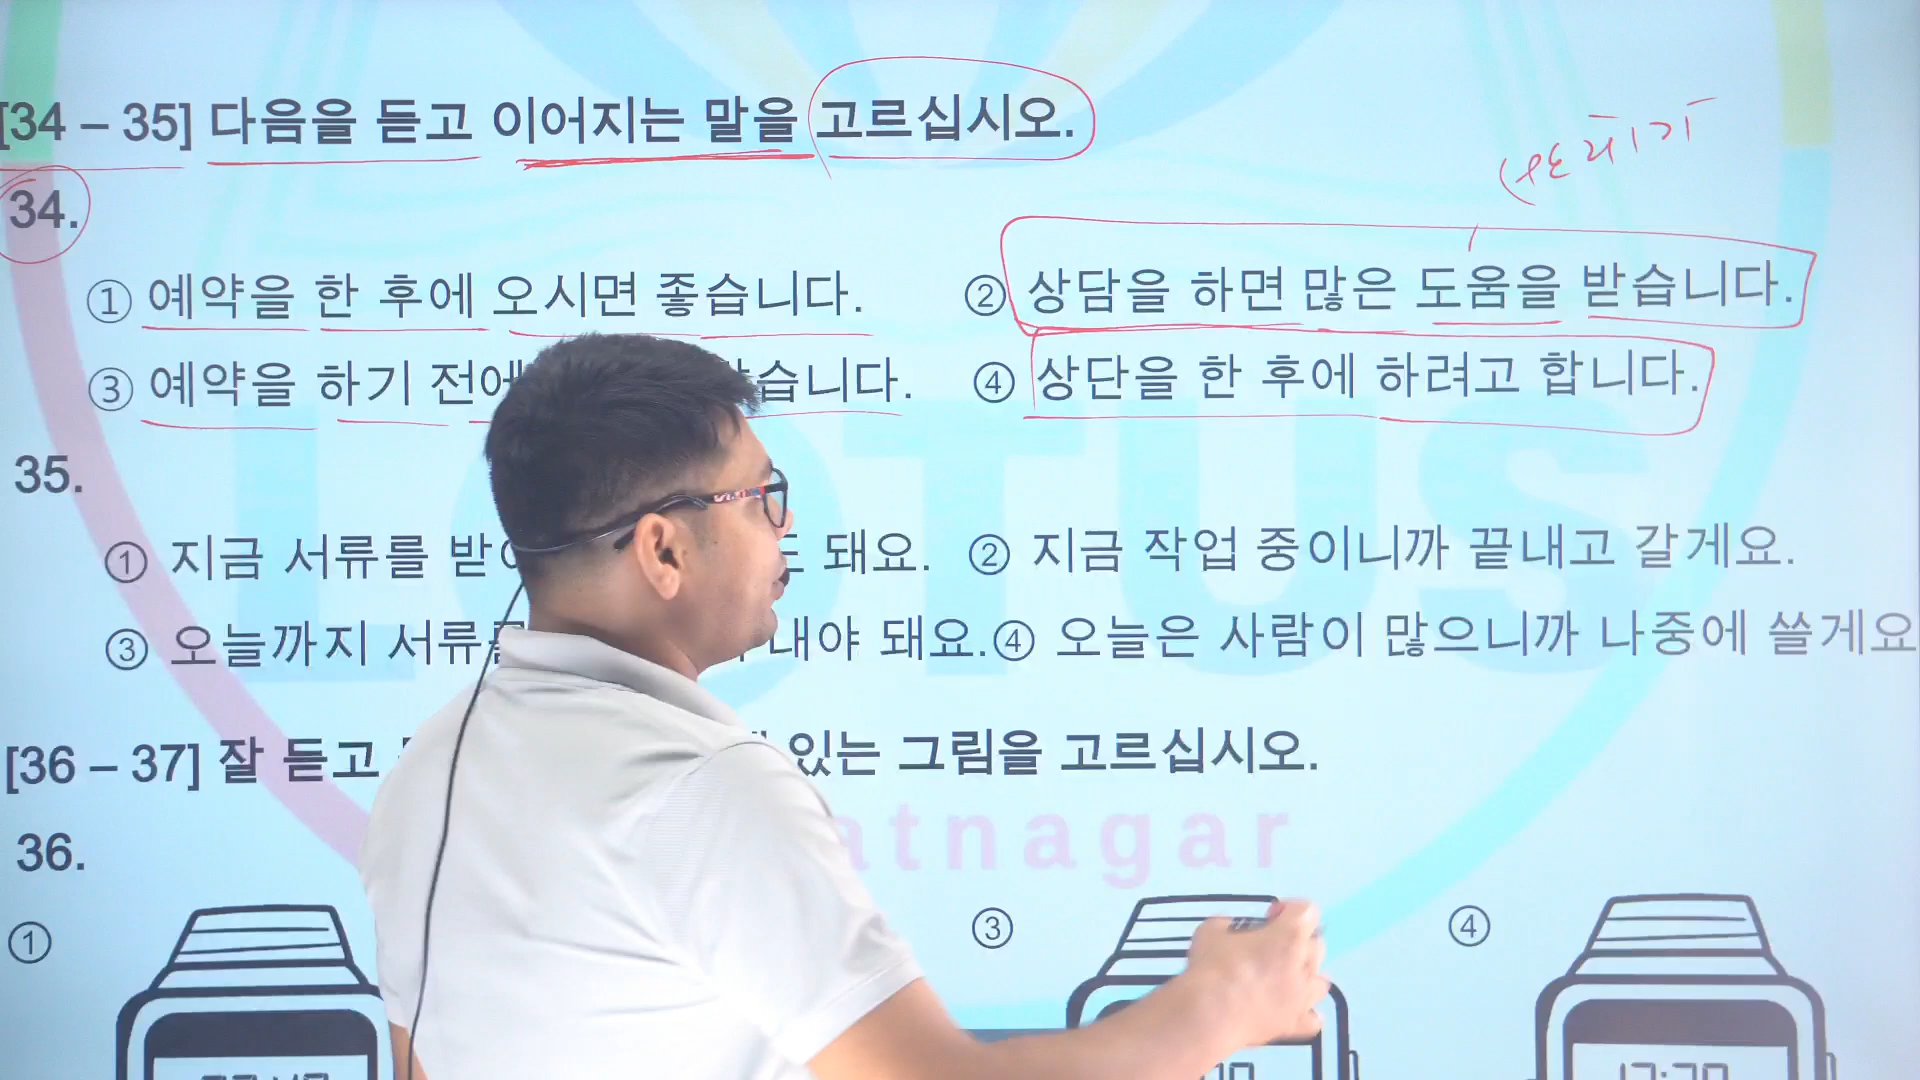 [34 – 35] 다음을 듣고 이어지는 말을 고르십시오.
34.
① 예약을 한 후에 오시면 좋습니다.
② 상담을 하면 많은 도움을 받습니다.
③ 예약을 하기 전에 습니다.
④ 상단을 한 후에 하려고 합니다.
35.
① 지금 서류를 돼요.
② 지금 작업 중이니까 끝내고 갈게요.
③ 오늘까지 서류를 내야 돼요.
④ 오늘은 사람이 많으니까 나중에 쓸게요
[36 – 37] 잘 듣고 있는 그림을 고르십시오.
LOTUS
atnagar
36.
①
③
④